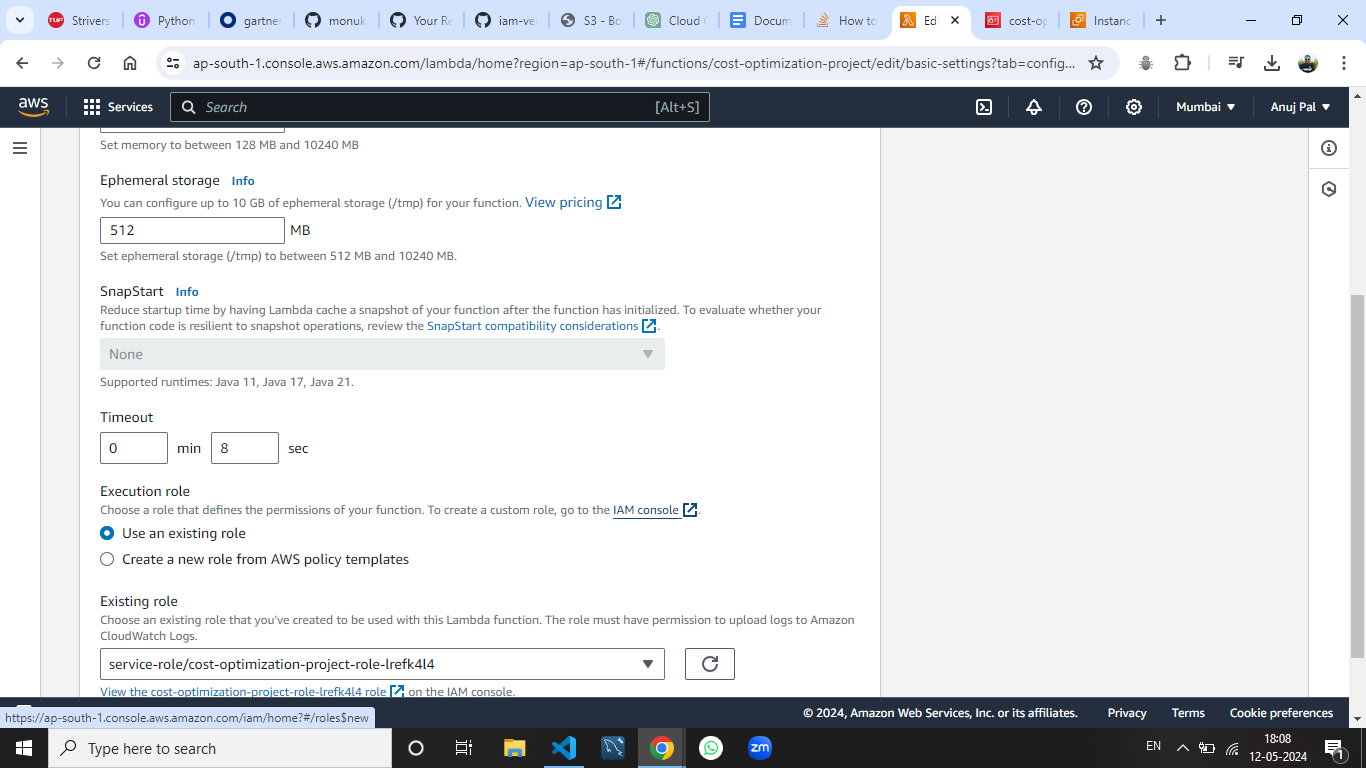 Strivers
Python
gartne
monuk
Your Re
iam-ve
S3 - Bo
Cloud
Docum
How to
Edi
cost-op
Instanc
ap-south-1.console.aws.amazon.com/lambda/home?region=ap-south-1#/functions/cost-optimization-project/edit/basic-settings?tab=config...
aws
Services
Search
[Alt+S]
Mumbai
Anuj Pal
Set memory to between 128 MB and 10240 MB
Ephemeral storage Info
You can configure up to 10 GB of ephemeral storage (/tmp) for your function. View pricing
512 MB
Set ephemeral storage (/tmp) to between 512 MB and 10240 MB.
SnapStart Info
Reduce startup time by having Lambda cache a snapshot of your function after the function has initialized. To evaluate whether your
function code is resilient to snapshot operations, review the SnapStart compatibility considerations .
None
Supported runtimes: Java 11, Java 17, Java 21.
Timeout
0 min 8 sec
Execution role
Choose a role that defines the permissions of your function. To create a custom role, go to the IAM console .
Use an existing role
Create a new role from AWS policy templates
Existing role
Choose an existing role that you've created to be used with this Lambda function. The role must have permission to upload logs to Amazon
CloudWatch Logs.
service-role/cost-optimization-project-role-lrefk4l4
View the cost-optimization-project-role-lrefk4l4 role on the IAM console.
https://ap-south-1.console.aws.amazon.com/iam/home?#/roles$new
© 2024, Amazon Web Services, Inc. or its affiliates.
Privacy
Terms
Cookie preferences
Type here to search
zm
EN
18:08
12-05-2024
1